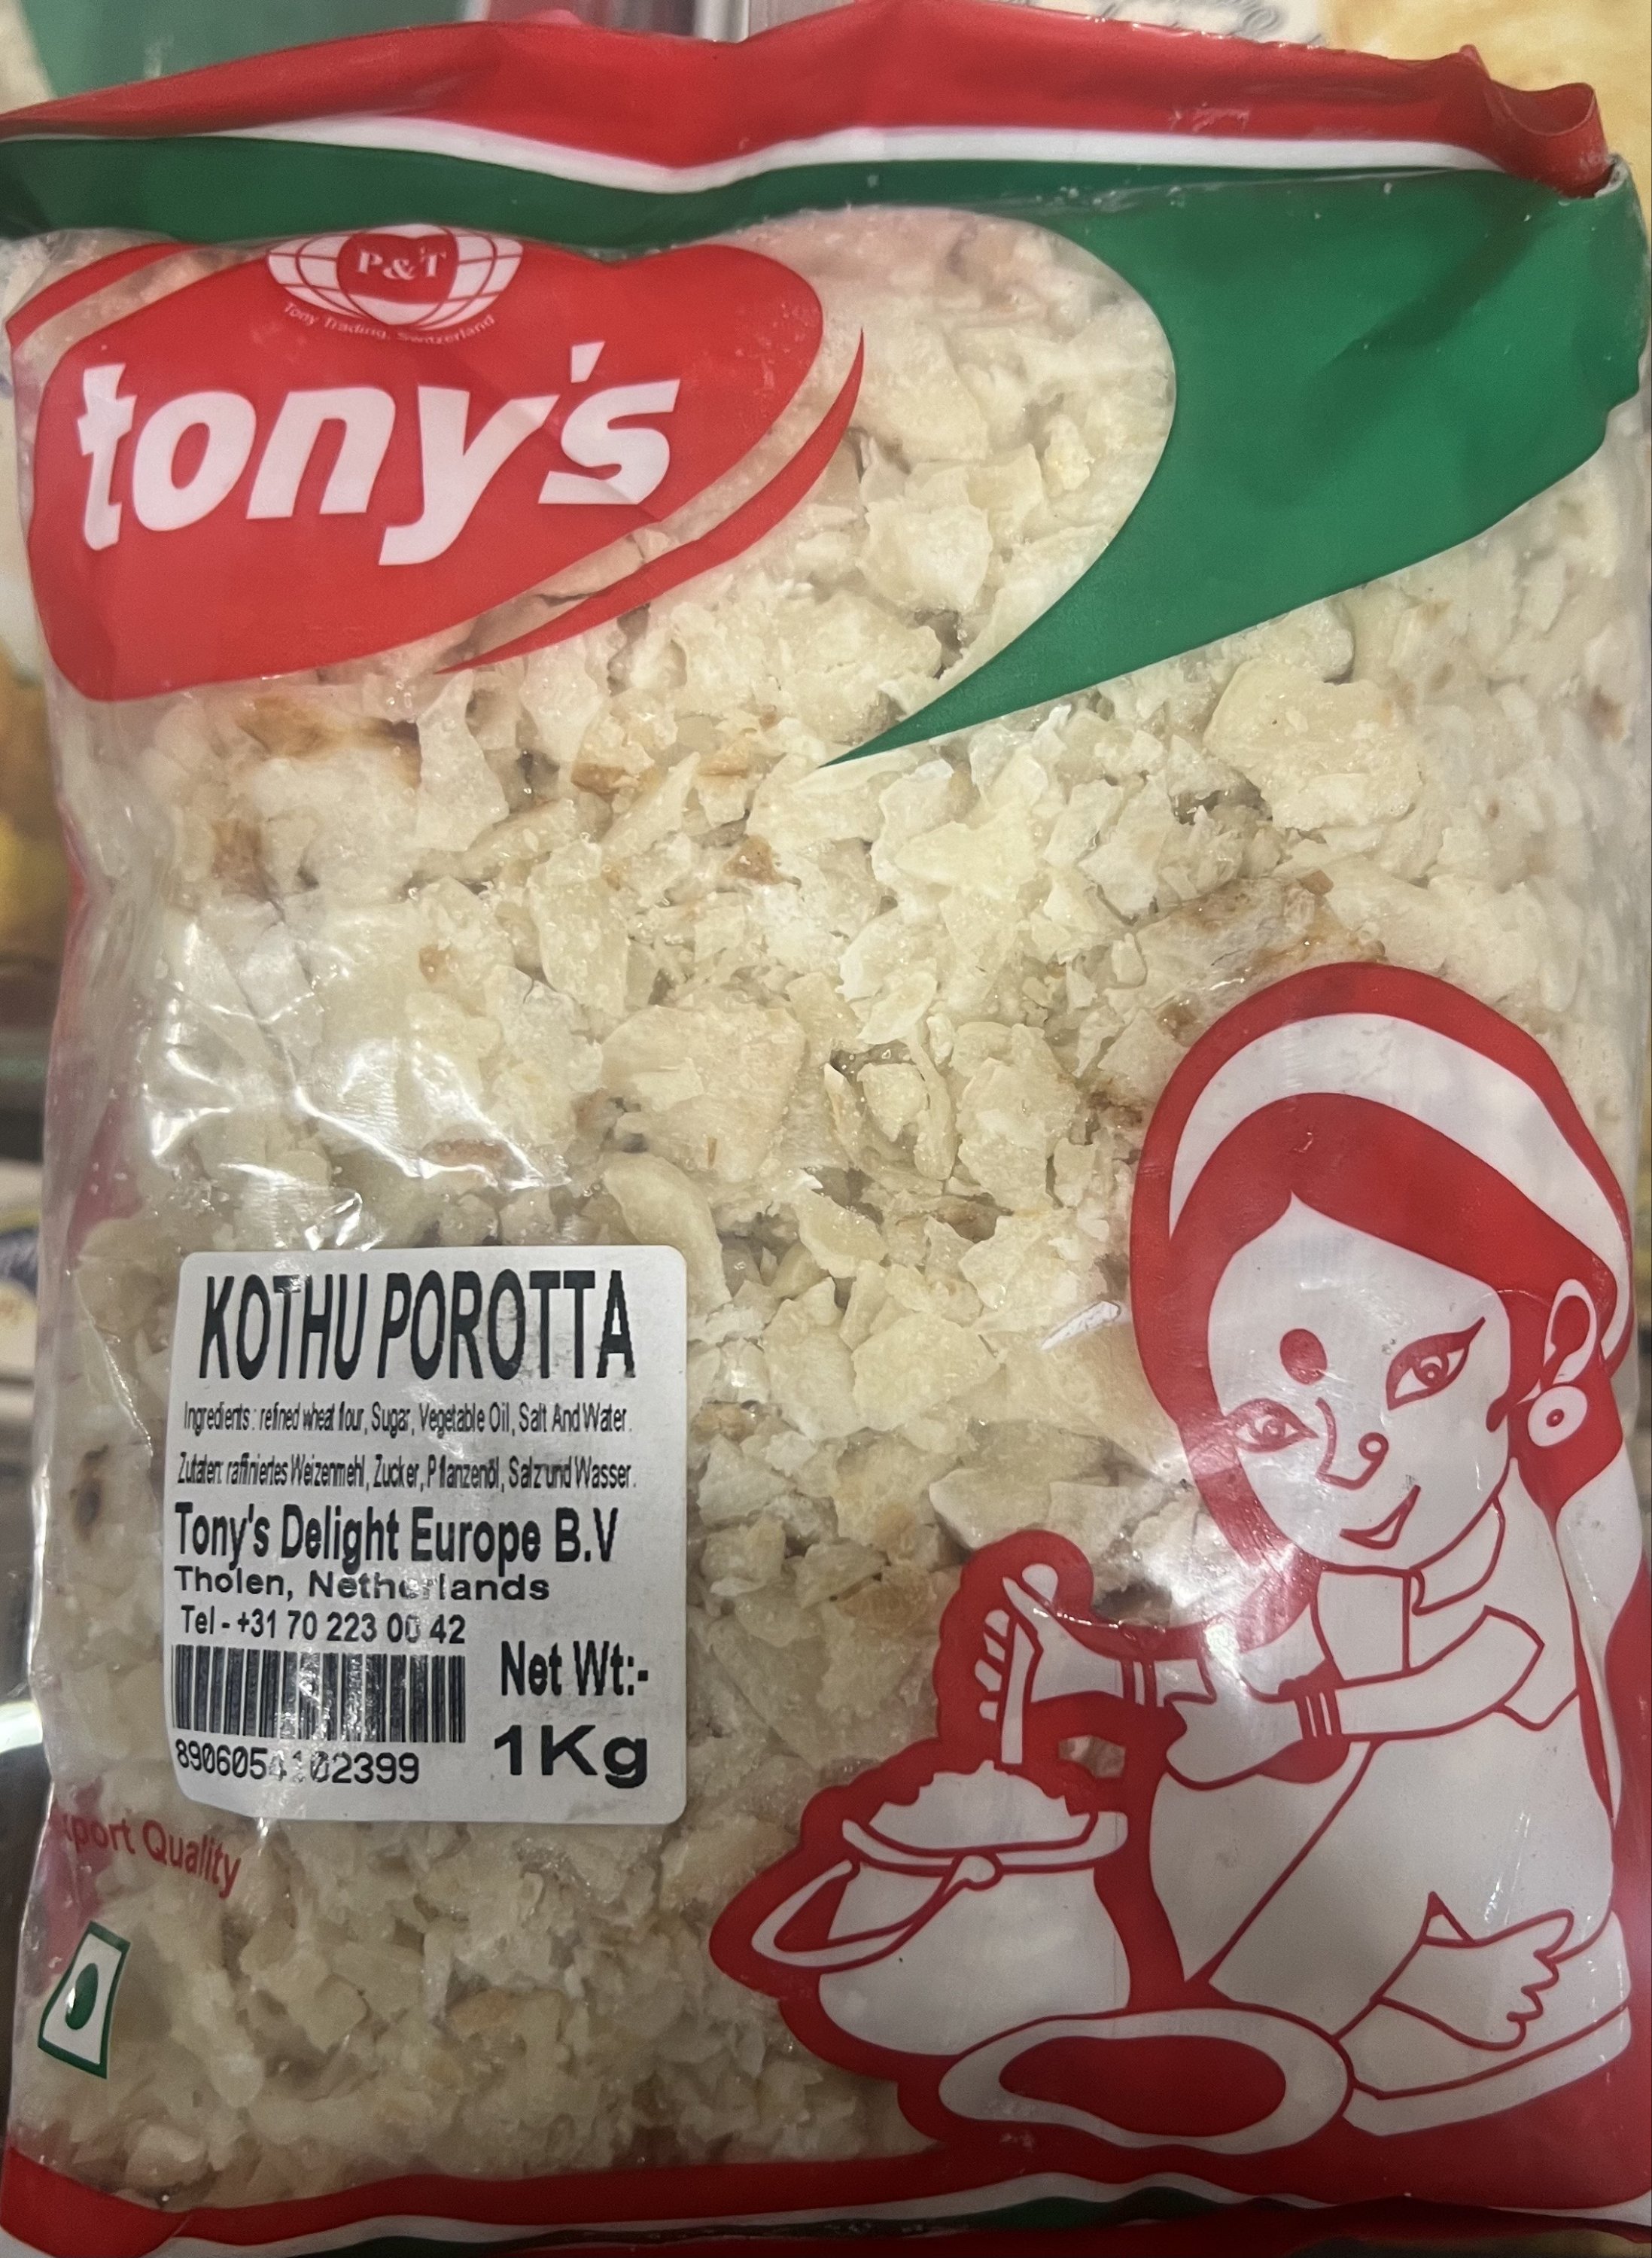 P&T
Tony Trading, Switzerland
tony's
KOTHU POROTTA
Ingredients : refined wheat flour, Sugar, Vegetable Oil, Salt And Water.
Zutaten: raffiniertes Weizenmehl, Zucker, Pflanzenöl, Salz und Wasser.
Tony's Delight Europe B.V
Tholen, Netherlands
Tel - +31 70 223 00 42
Net Wt:-
1Kg
8906054102399
xport Quality